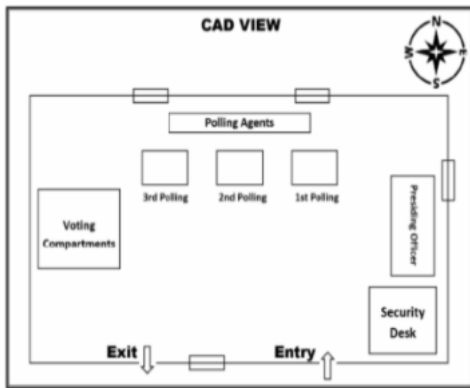 CAD VIEW
N
W
E
S
Polling Agents
3rd Polling
2nd Polling
1st Polling
Voting
Compartments
Presiding Officer
Security
Desk
Exit
Entry